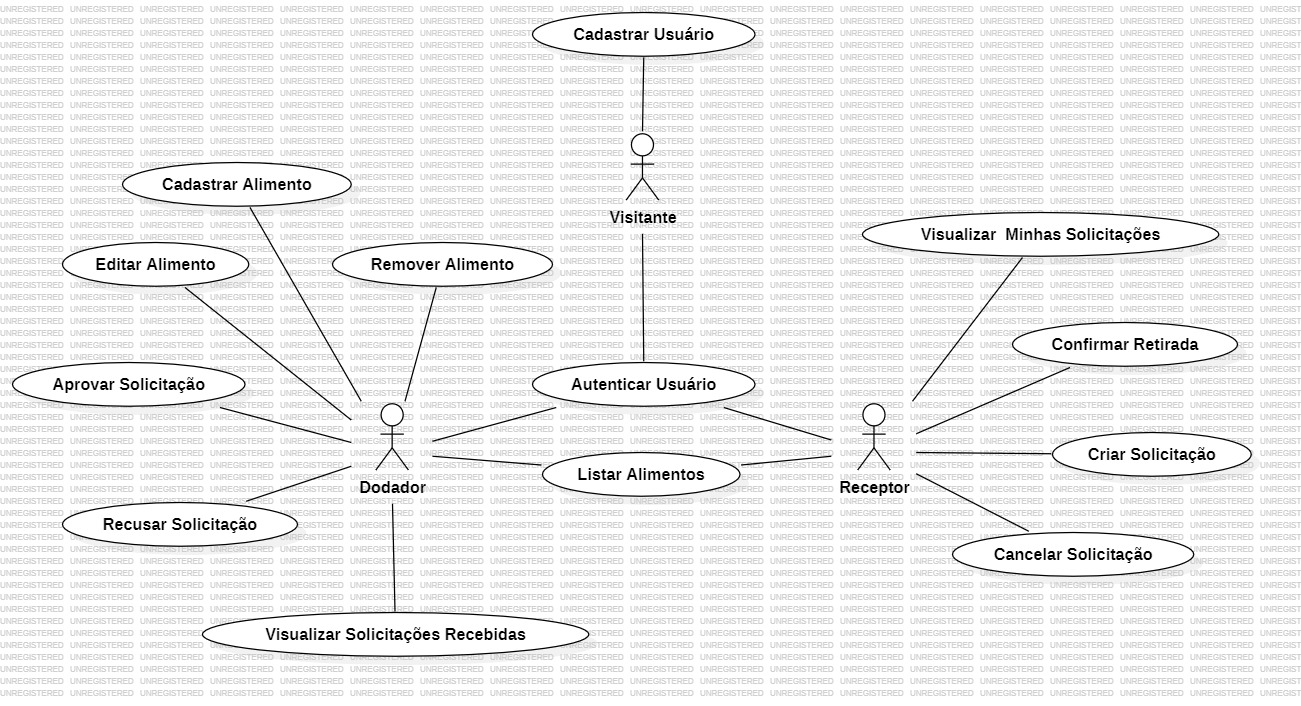 Cadastrar Usuário
Visitante
Cadastrar Alimento
Visualizar  Minhas Solicitações
Editar Alimento
Remover Alimento
Confirmar Retirada
Aprovar Solicitação
Autenticar Usuário
Criar Solicitação
Listar Alimentos
Dodador
Receptor
Recusar Solicitação
Cancelar Solicitação
Visualizar Solicitações Recebidas
UNREGISTERED